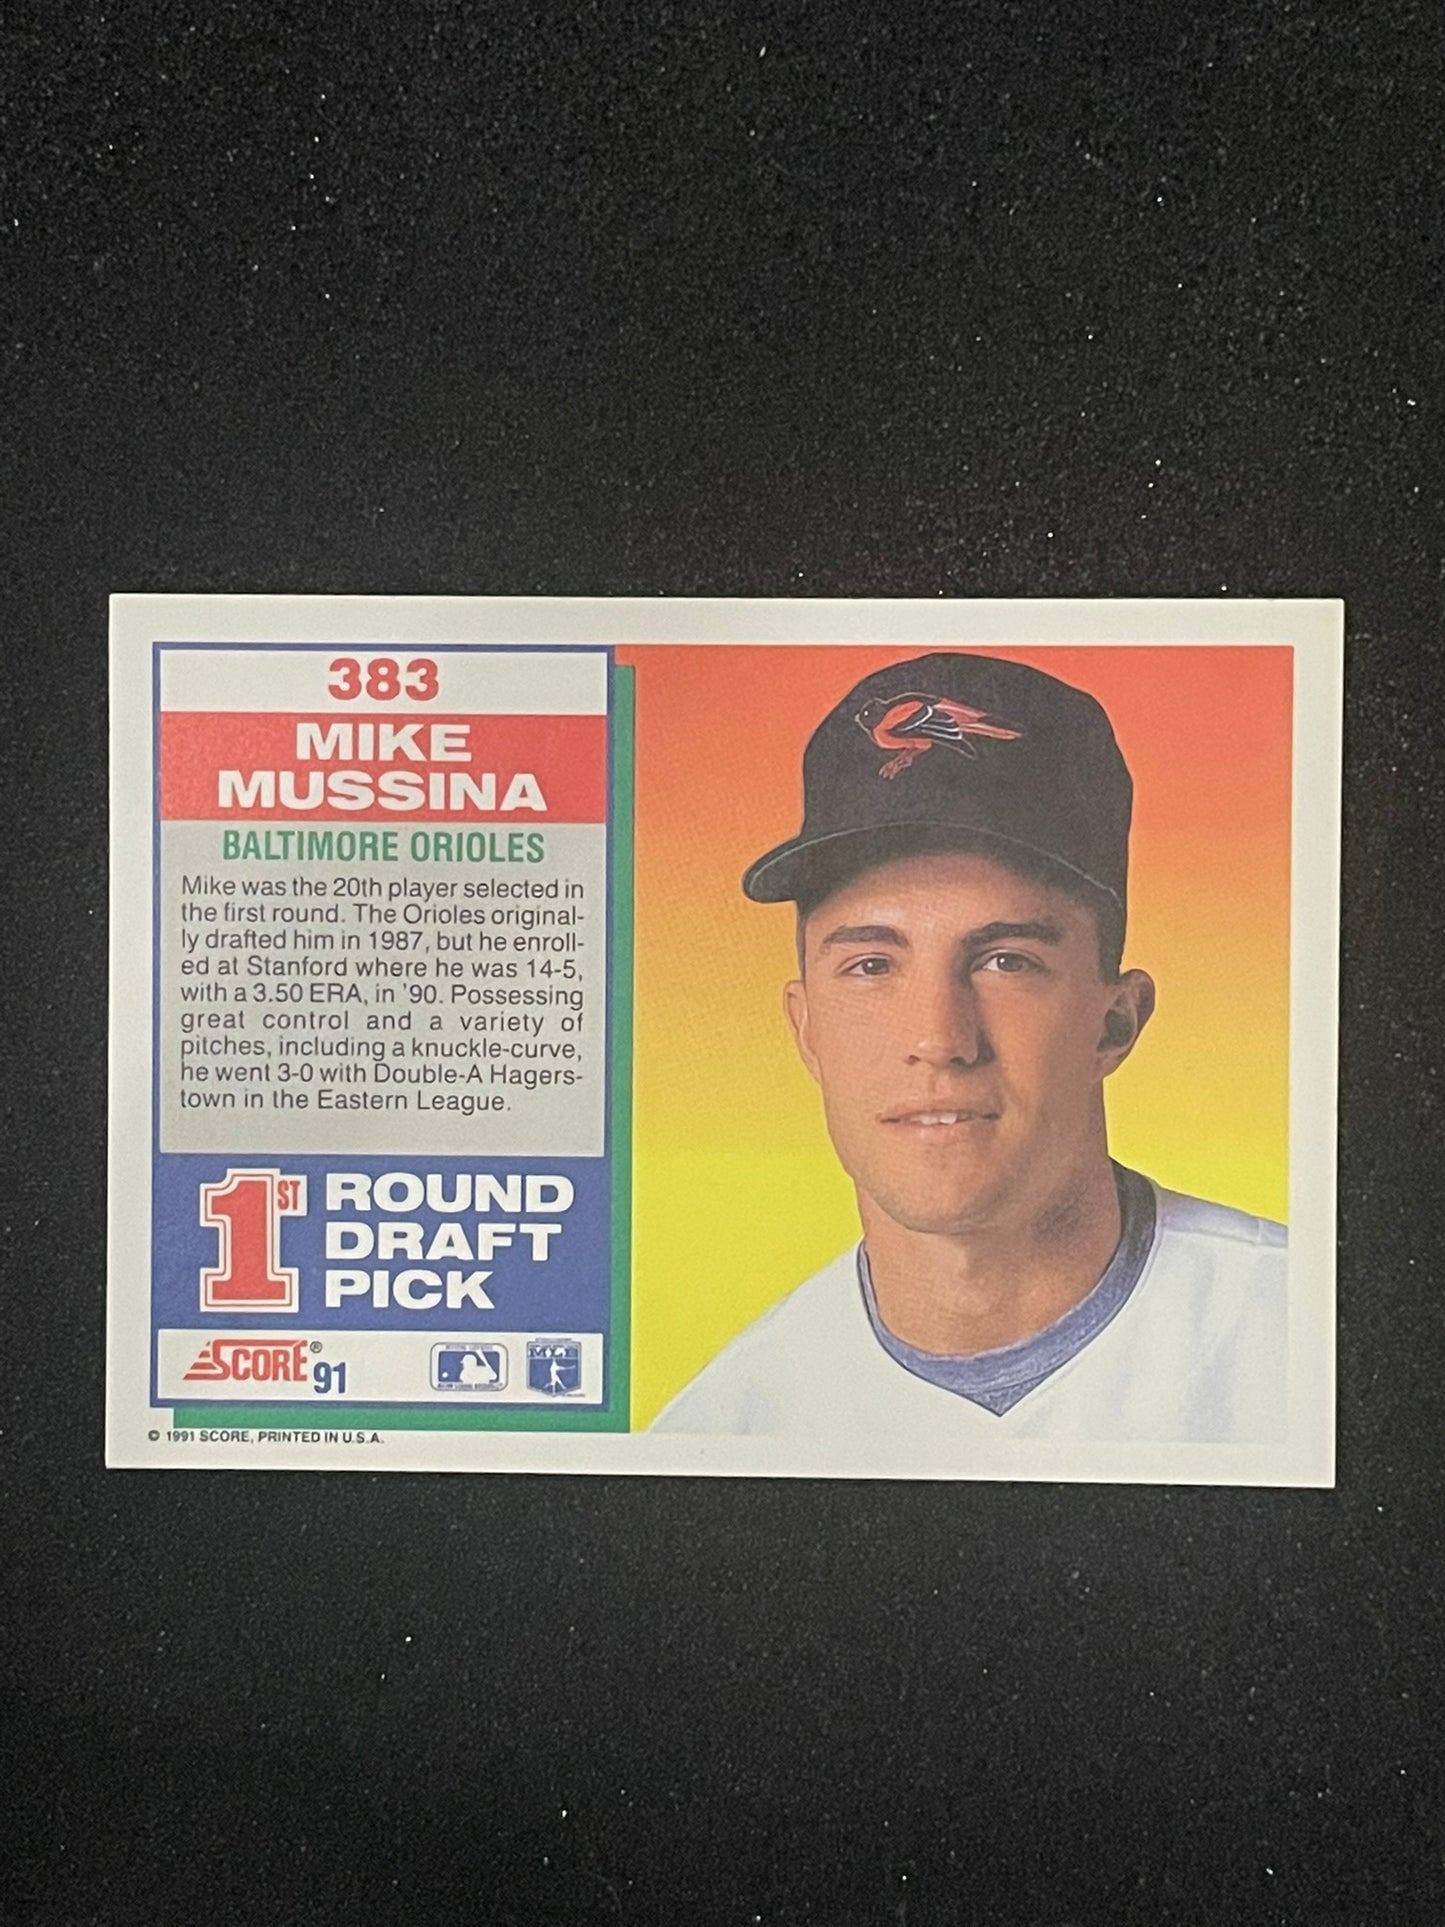 383
MIKE
MUSSINA
BALTIMORE ORIOLES
Mike was the 20th player selected in
the first round. The Orioles original-
ly drafted him in 1987, but he enroll-
ed at Stanford where he was 14-5,
with a 3.50 ERA, in '90. Possessing
great control and a variety of
pitches, including a knuckle-curve,
he went 3-0 with Double-A Hagers-
town in the Eastern League.
1ST ROUND
DRAFT
PICK
SCORE® 91
© 1991 SCORE, PRINTED IN U.S.A.